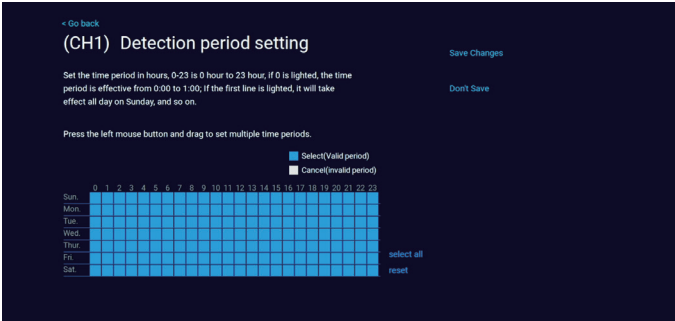 < Go back
(CH1) Detection period setting
Save Changes
Set the time period in hours, 0-23 is 0 hour to 23 hour, if 0 is lighted, the time
period is effective from 0:00 to 1:00; If the first line is lighted, it will take
effect all day on Sunday, and so on.
Don't Save
Press the left mouse button and drag to set multiple time periods.
Select(Valid period)
Cancel(invalid period)
0 1 2 3 4 5 6 7 8 9 10 11 12 13 14 15 16 17 18 19 20 21 22 23
Sun.
Mon.
Tue.
Wed.
Thur.
Fri.
select all
Sat.
reset